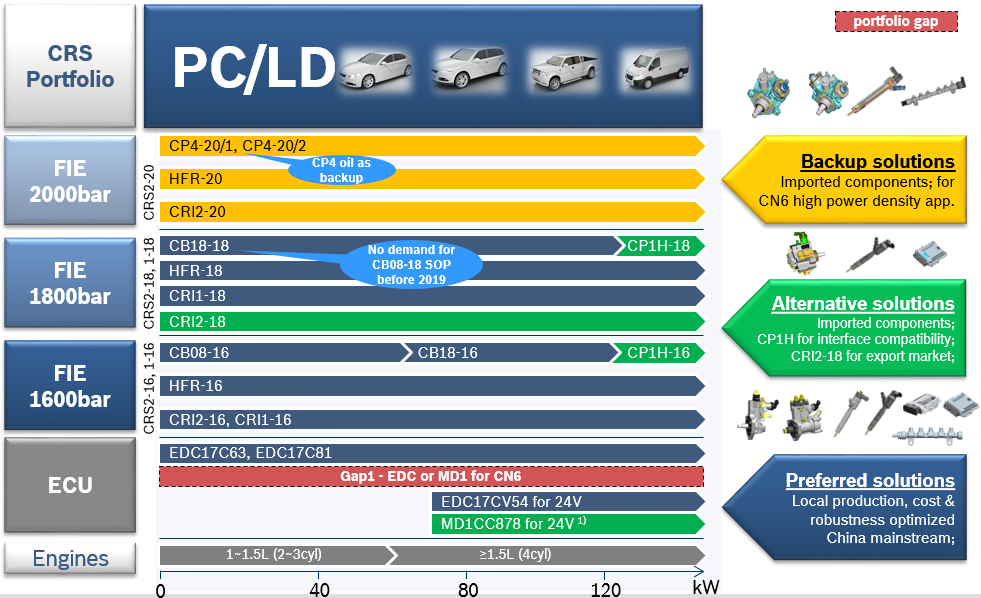 CRS
Portfolio
PC/LD
portfolio gap
FIE
2000bar
CRS2-20
CP4-20/1, CP4-20/2
CP4 oil as
backup
HFR-20
CRI2-20
Backup solutions
Imported components; for
CN6 high power density app.
FIE
1800bar
CRS2-18, 1-18
CB18-18
CP1H-18
No demand for
CB08-18 SOP
before 2019
HFR-18
CRI1-18
CRI2-18
Alternative solutions
Imported components;
CP1H for interface compatibility;
CRI2-18 for export market;
FIE
1600bar
CRS2-16, 1-16
CB08-16
CB18-16
CP1H-16
HFR-16
CRI2-16, CRI1-16
ECU
EDC17C63, EDC17C81
Gap1 - EDC or MD1 for CN6
EDC17CV54 for 24V
MD1CC878 for 24V 1)
Preferred solutions
Local production, cost &
robustness optimized
China mainstream;
Engines
1~1.5L (2~3cyl)
≥1.5L (4cyl)
0
40
80
120
kW